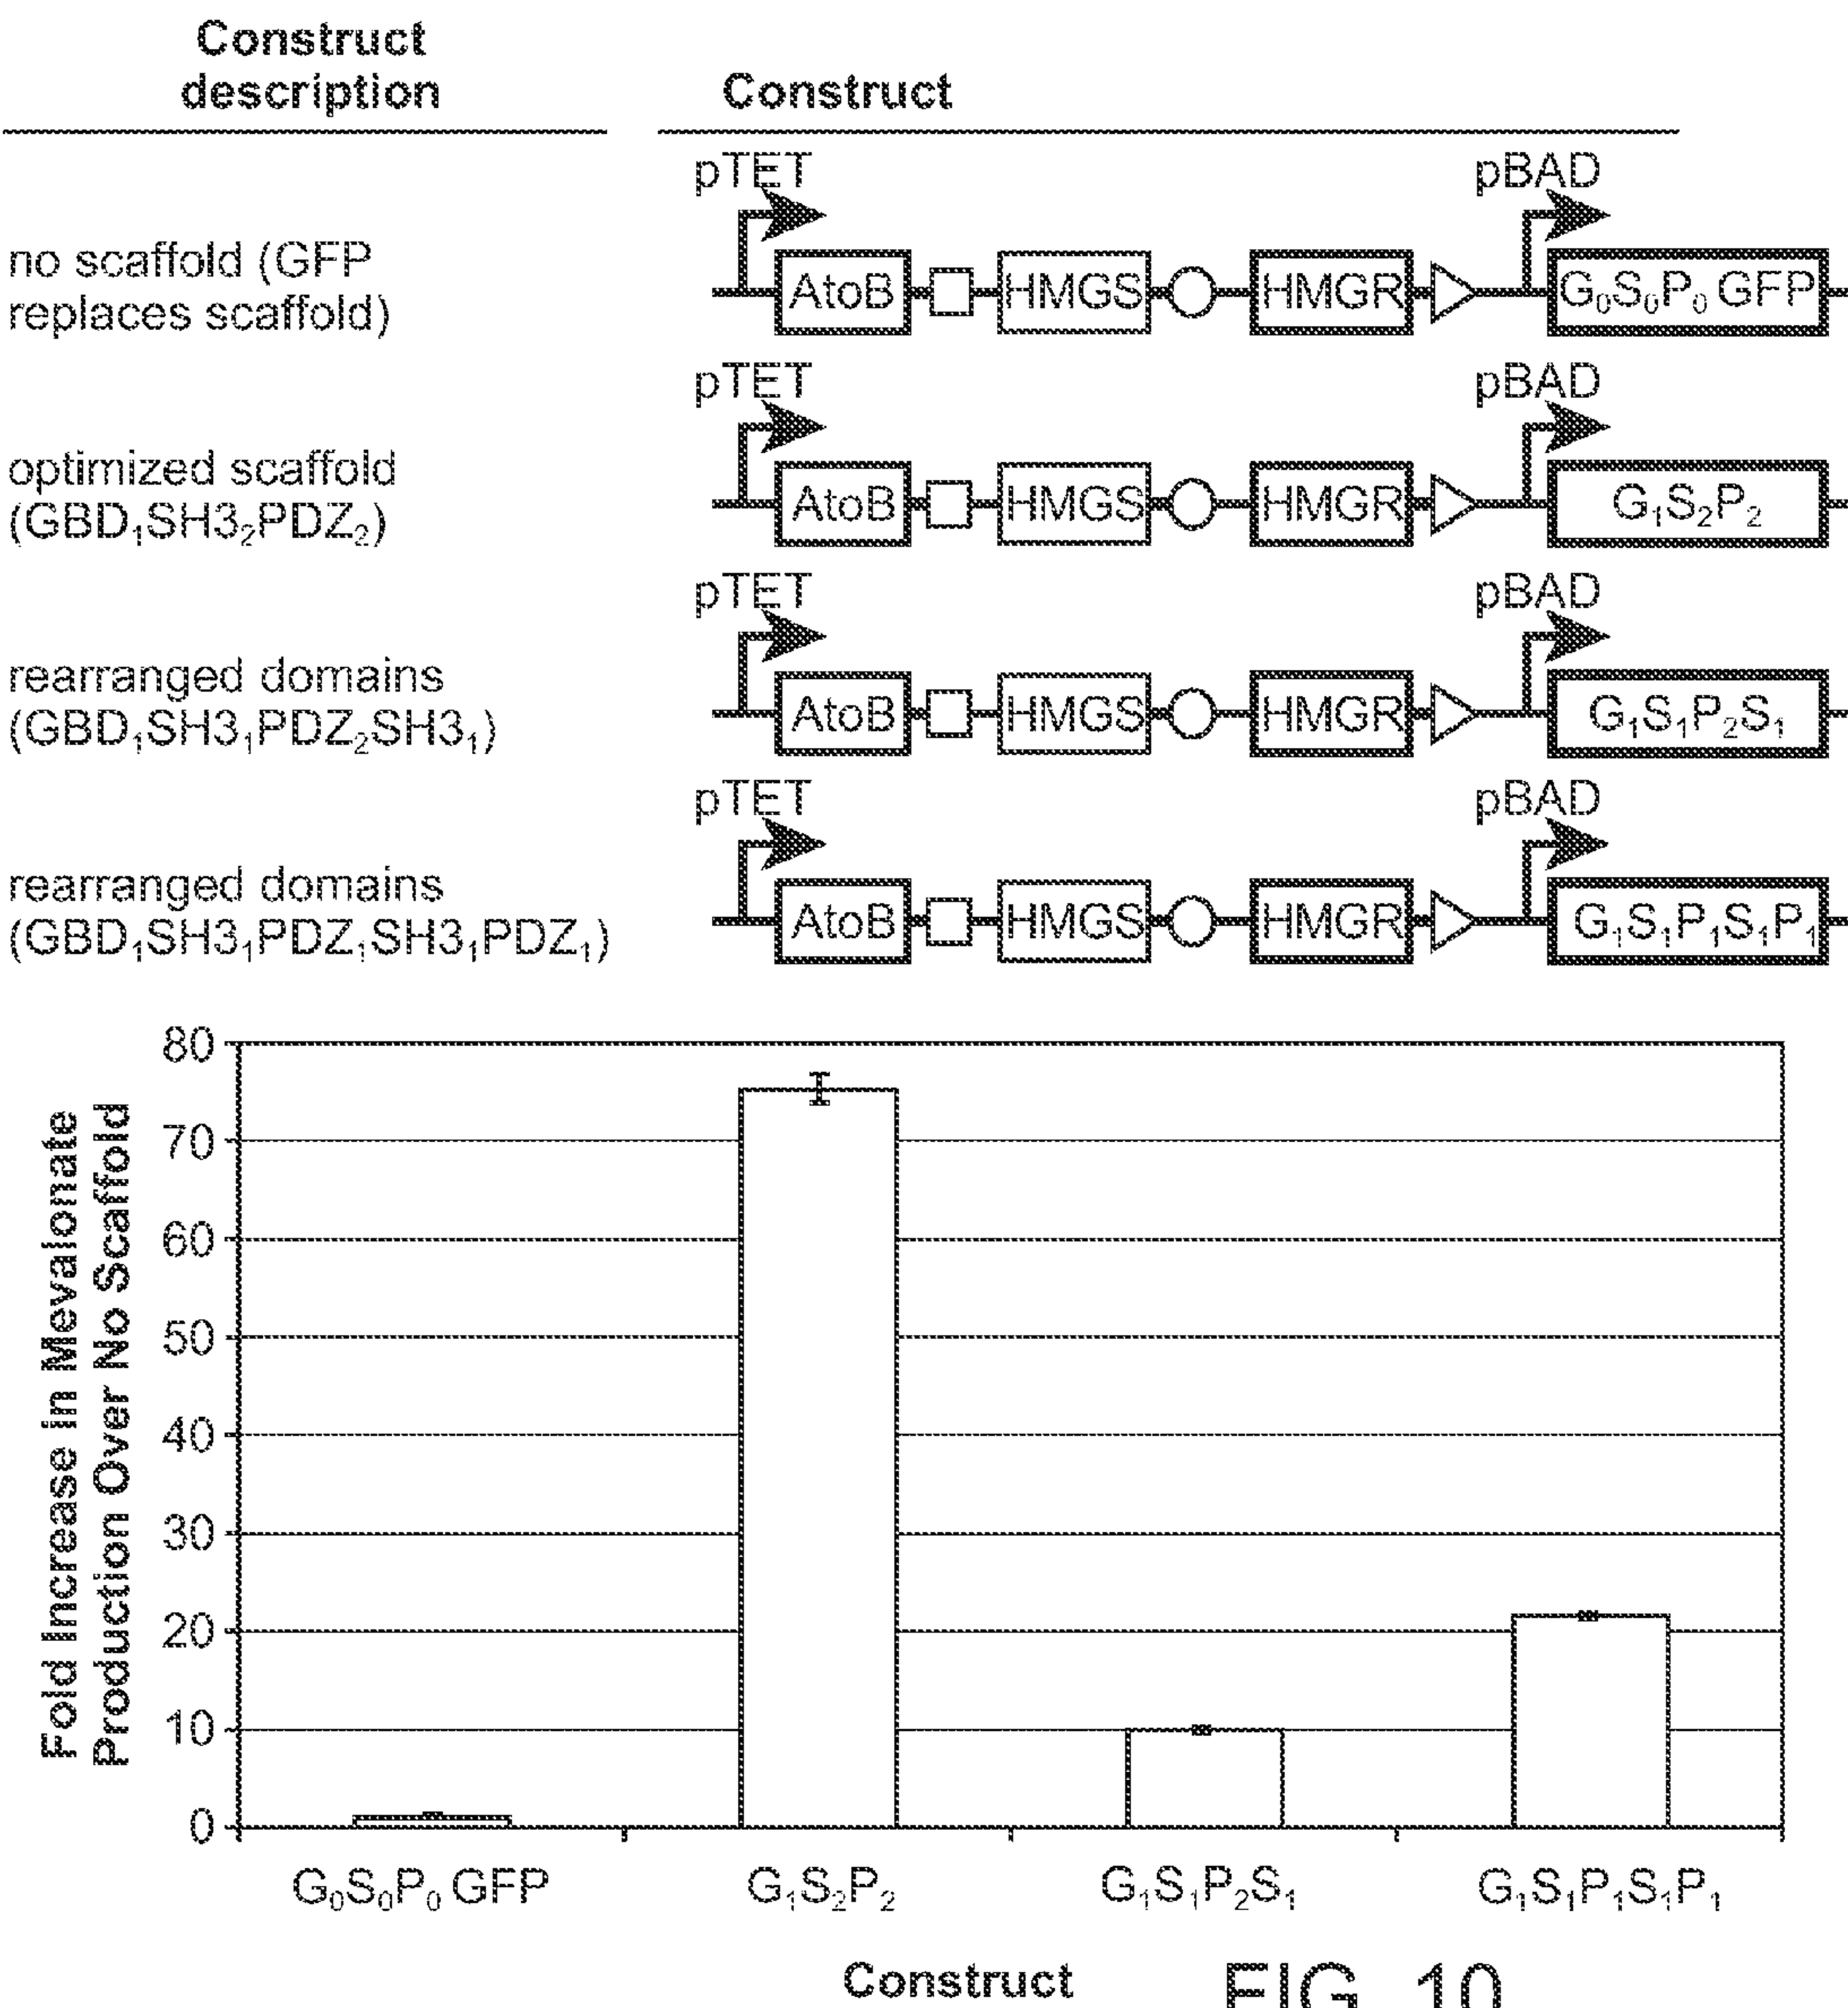 Construct description
Construct
no scaffold (GFP
replaces scaffold)
pTET
pBAD
AtoB HMGS HMGR G₀S₀P₀ GFP
optimized scaffold
(GBD₁SH3₂PDZ₂)
pTET
pBAD
AtoB HMGS HMGR G₁S₂P₂
rearranged domains
(GBD₁SH3₁PDZ₂SH3₁)
pTET
pBAD
AtoB HMGS HMGR G₁S₁P₂S₁
rearranged domains
(GBD₁SH3₁PDZ₁SH3₁PDZ₁)
pTET
pBAD
AtoB HMGS HMGR G₁S₁P₁S₁P₁
Fold Increase in Mevalonate
Production Over No Scaffold
80
70
60
50
40
30
20
10
0
G₀S₀P₀ GFP G₁S₂P₂ G₁S₁P₂S₁ G₁S₁P₁S₁P₁
Construct
FIG. 10